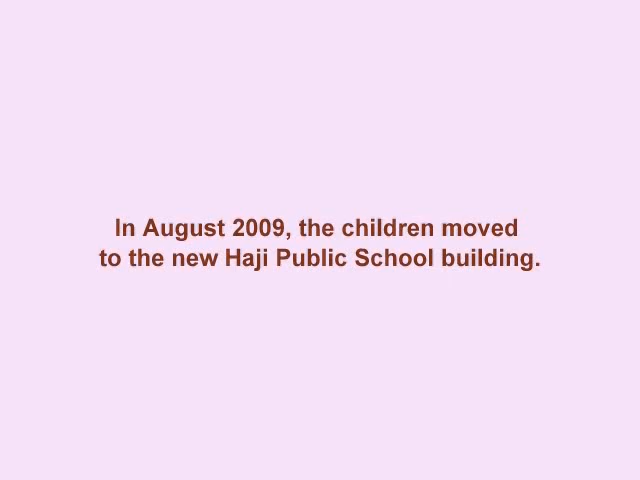 In August 2009, the children moved
to the new Haji Public School building.